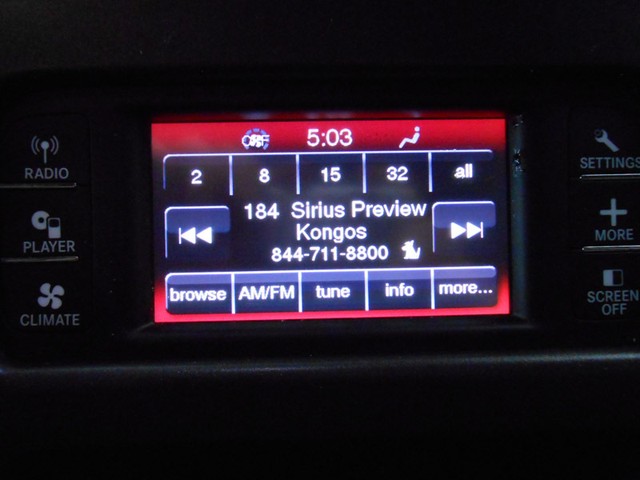 5:03
2 8 15 32 all
184 Sirius Preview
Kongos
844-711-8800
browse AM/FM tune info more...
RADIO
PLAYER
CLIMATE
SETTINGS
MORE
SCREEN
OFF